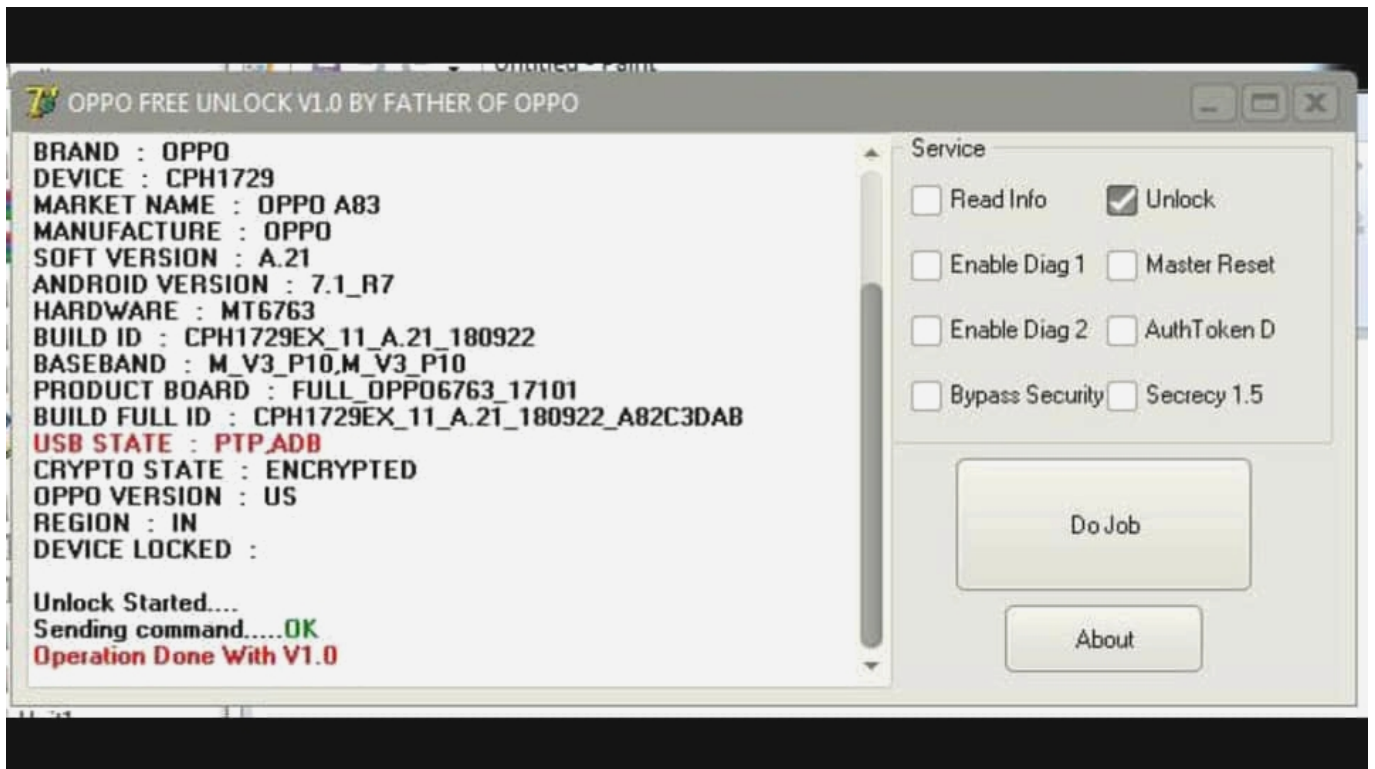 Untitled - Paint
OPPO FREE UNLOCK V1.0 BY FATHER OF OPPO
BRAND : OPPO
DEVICE : CPH1729
MARKET NAME : OPPO A83
MANUFACTURE : OPPO
SOFT VERSION : A.21
ANDROID VERSION : 7.1_R7
HARDWARE : MT6763
BUILD ID : CPH1729EX_11_A.21_180922
BASEBAND : M_V3_P10,M_V3_P10
PRODUCT BOARD : FULL_OPPO6763_17101
BUILD FULL ID : CPH1729EX_11_A.21_180922_A82C3DAB
USB STATE : PTP,ADB
CRYPTO STATE : ENCRYPTED
OPPO VERSION : US
REGION : IN
DEVICE LOCKED :
Unlock Started....
Sending command.....OK
Operation Done With V1.0
Service
Read Info
Unlock
Enable Diag 1
Master Reset
Enable Diag 2
AuthToken D
Bypass Security
Secrecy 1.5
Do Job
About